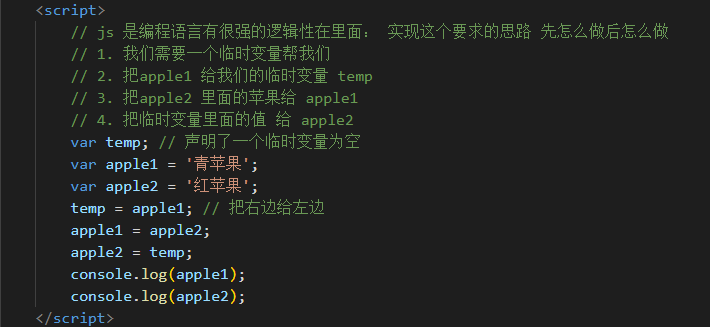 <script>
// js 是编程语言有很强的逻辑性在里面： 实现这个要求的思路 先怎么做后怎么做
// 1. 我们需要一个临时变量帮我们
// 2. 把apple1 给我们的临时变量 temp
// 3. 把apple2 里面的苹果给 apple1
// 4. 把临时变量里面的值 给 apple2
var temp; // 声明了一个临时变量为空
var apple1 = '青苹果';
var apple2 = '红苹果';
temp = apple1; // 把右边给左边
apple1 = apple2;
apple2 = temp;
console.log(apple1);
console.log(apple2);
</script>